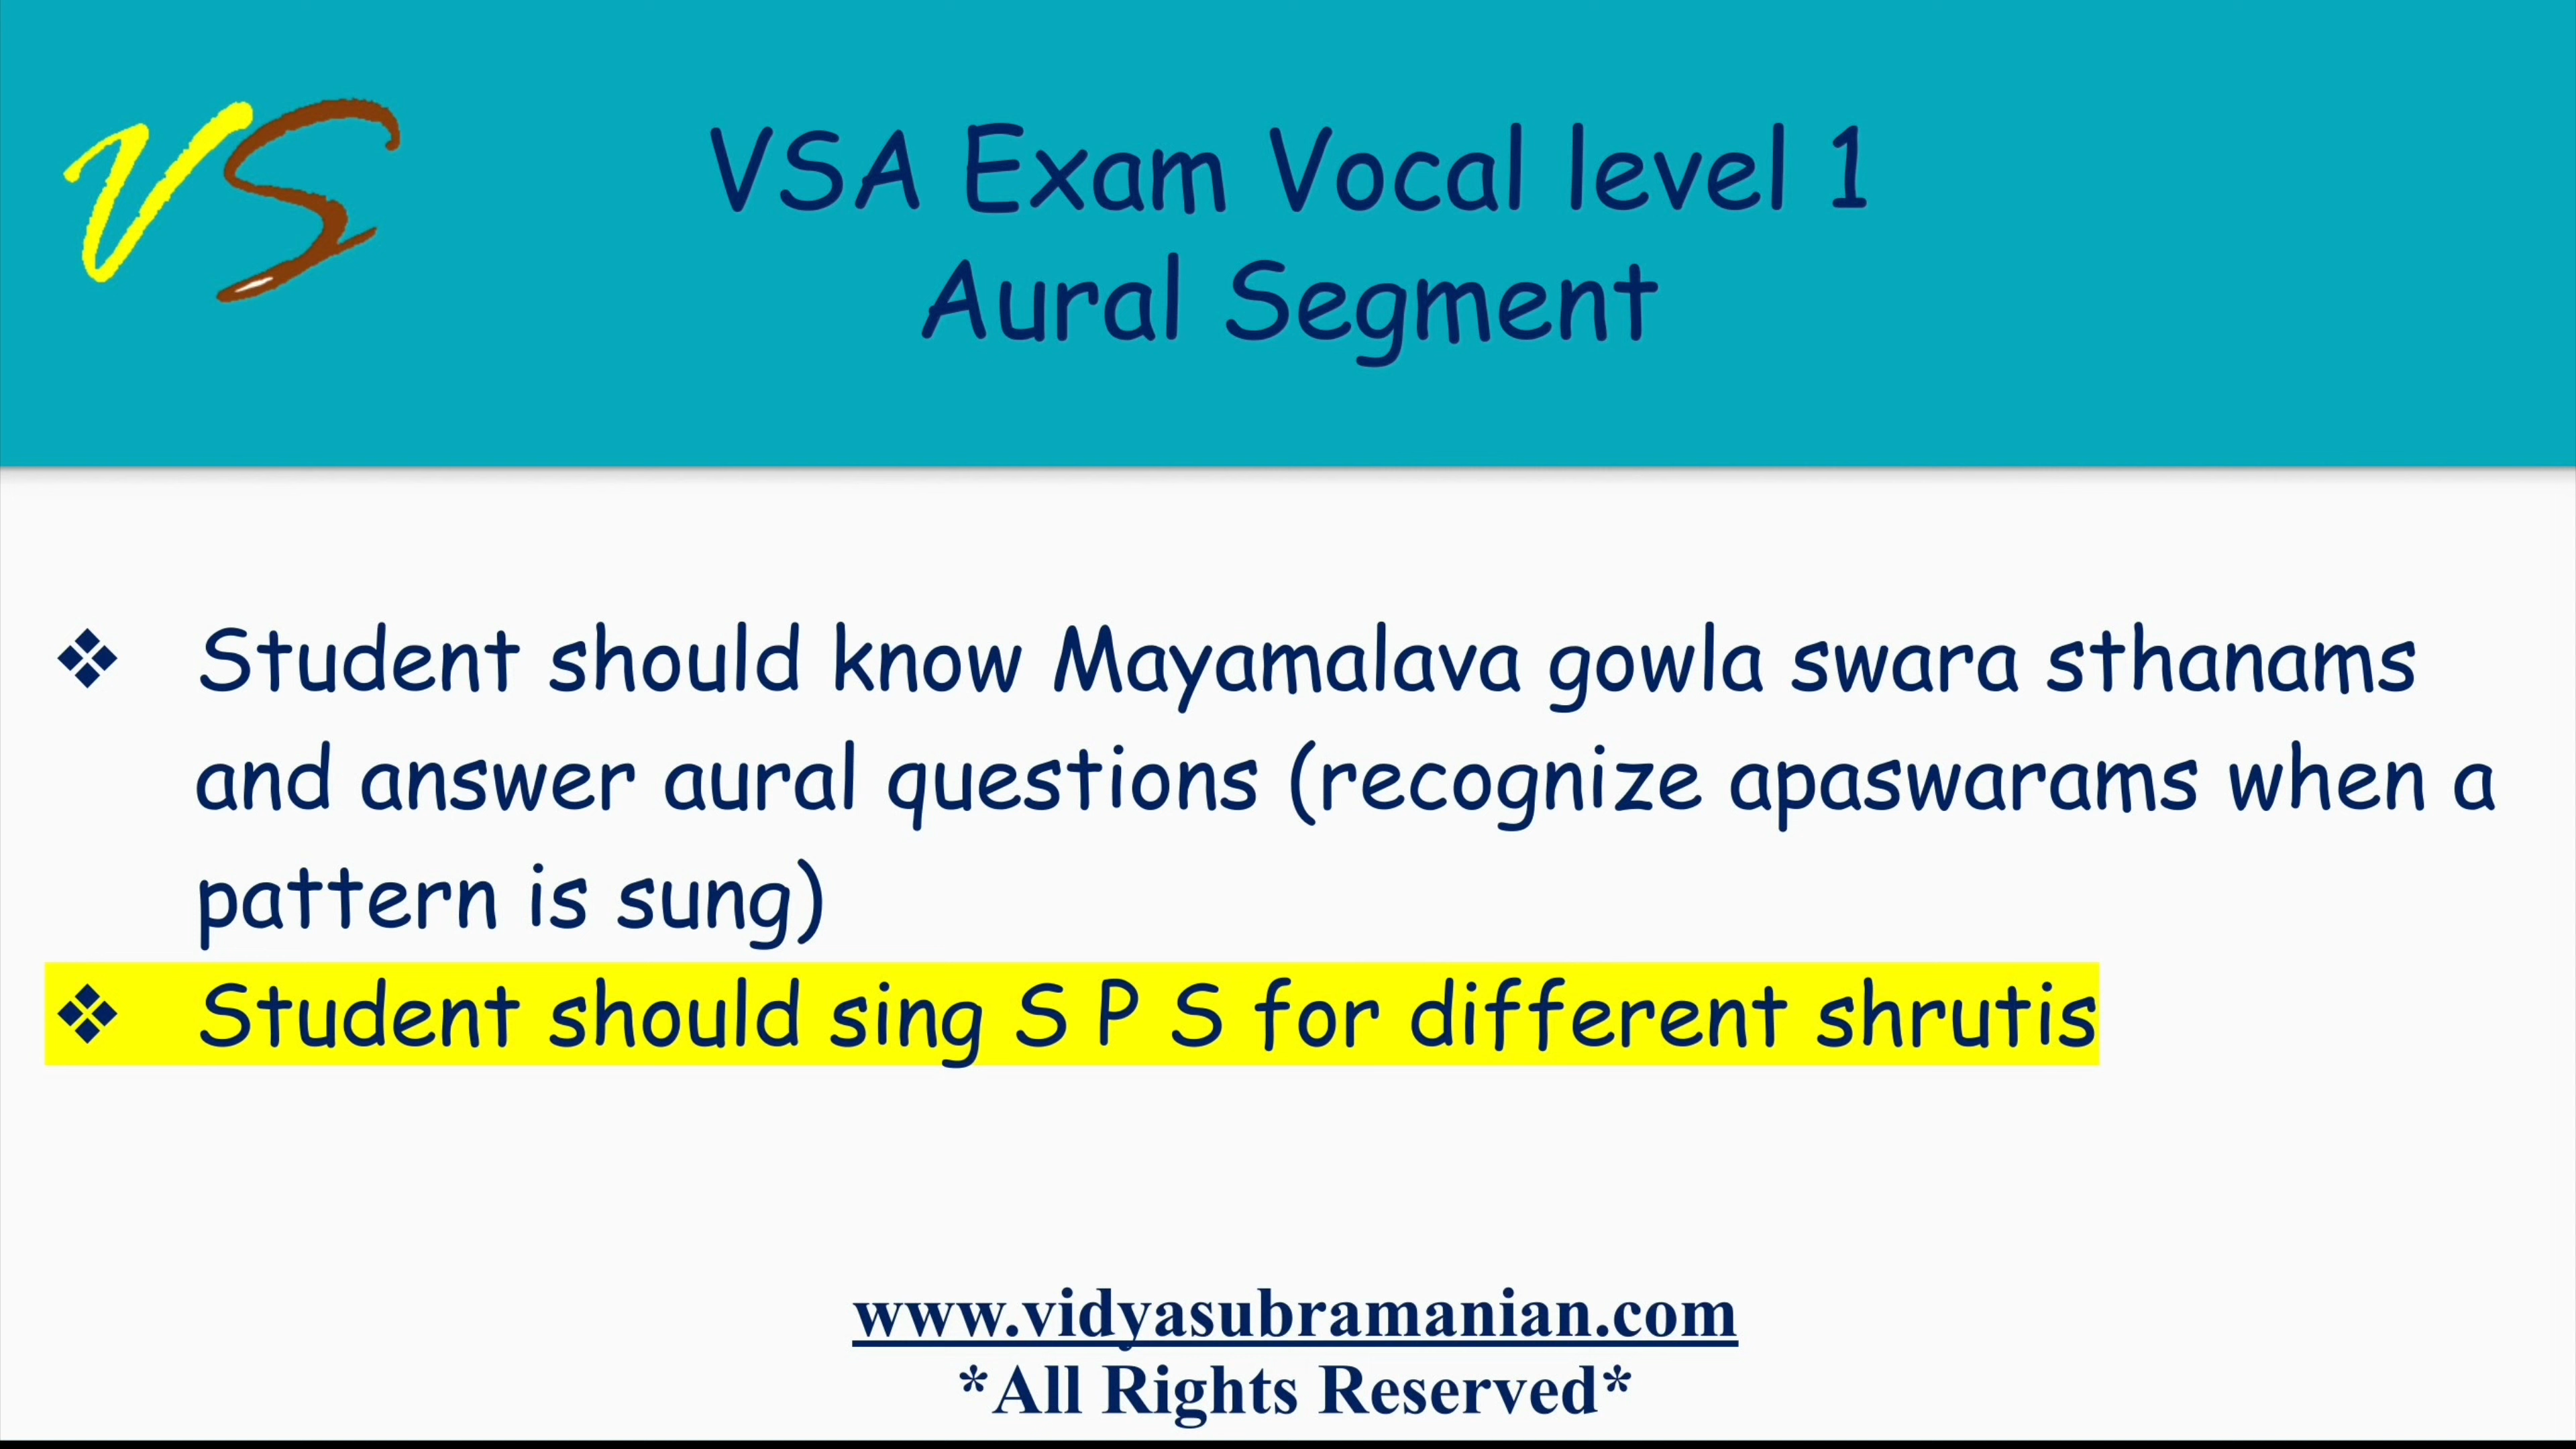 VS
VSA Exam Vocal level 1
Aural Segment
❖ Student should know Mayamalava gowla swara sthanams
and answer aural questions (recognize apaswarams when a
pattern is sung)
❖ Student should sing S P S for different shrutis
www.vidyasubramanian.com
*All Rights Reserved*